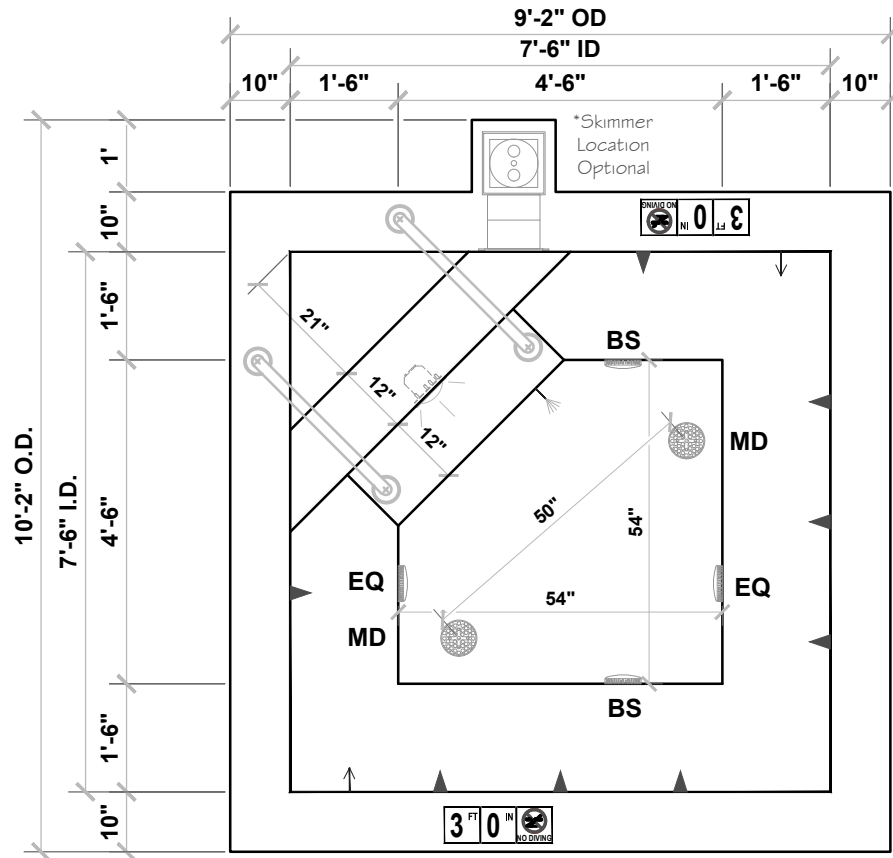 9'-2" OD
7'-6" ID
10" 1'-6" 4'-6" 1'-6" 10"
*Skimmer
Location
Optional
1'
10"
1'-6"
4'-6"
1'-6"
10"
10'-2" O.D.
7'-6" I.D.
3 FT 0 IN NO DIVING
21"
12"
12"
BS
MD
50"
54"
EQ
54"
EQ
MD
BS
3 FT 0 IN NO DIVING